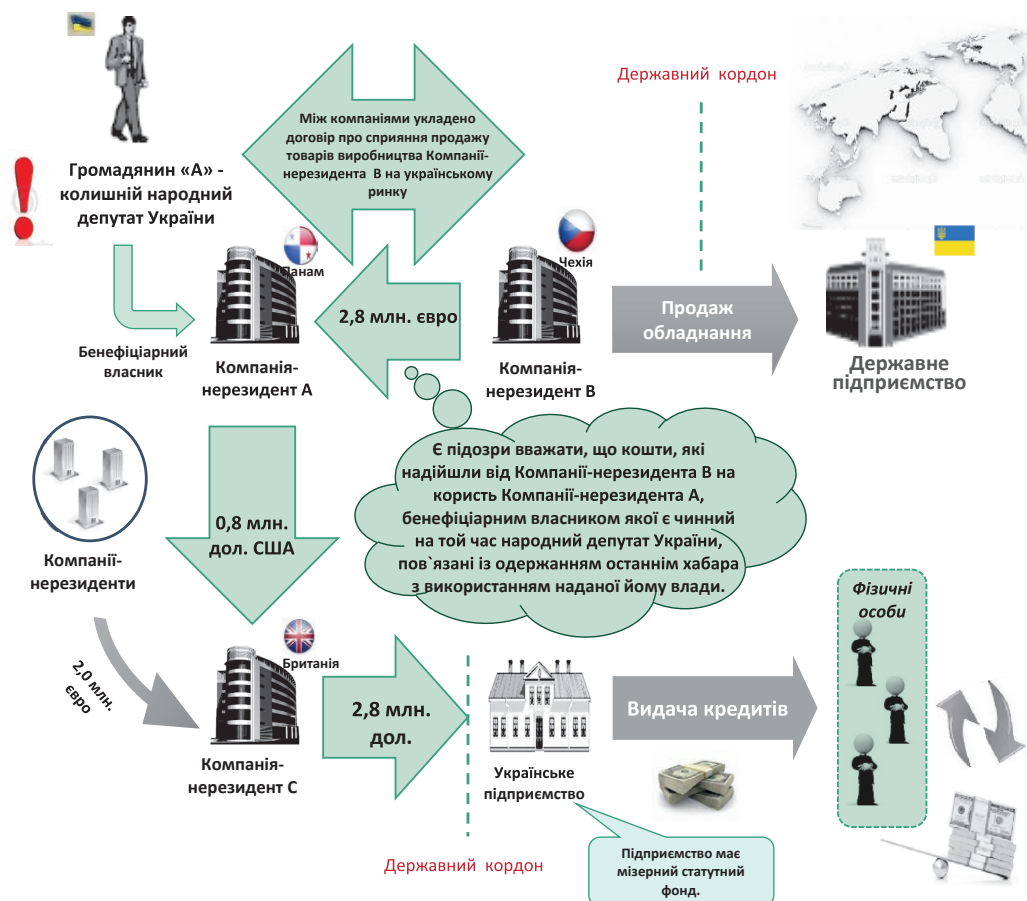 Державний кордон
Між компаніями укладено
договір про сприяння продажу
товарів виробництва Компанії-
нерезидента В на українському
ринку
Громадянин «А» -
колишній народний
депутат України
Панам
Чехія
2,8 млн. євро
Продаж
обладнання
Бенефіціарний
власник
Компанія-
нерезидент А
Компанія-
нерезидент В
Державне
підприємство
Є підозри вважати, що кошти, які
надійшли від Компанії-нерезидента В на
користь Компанії-нерезидента А,
бенефіціарним власником якої є чинний
на той час народний депутат України,
пов`язані із одержанням останнім хабара
з використанням наданої йому влади.
0,8 млн.
дол. США
Компанії-
нерезиденти
Фізичні
особи
2,0 млн.
євро
Британія
2,8 млн.
дол.
Видача кредитів
Компанія-
нерезидент С
Українське
підприємство
Державний кордон
Підприємство має
мізерний статутний
фонд.